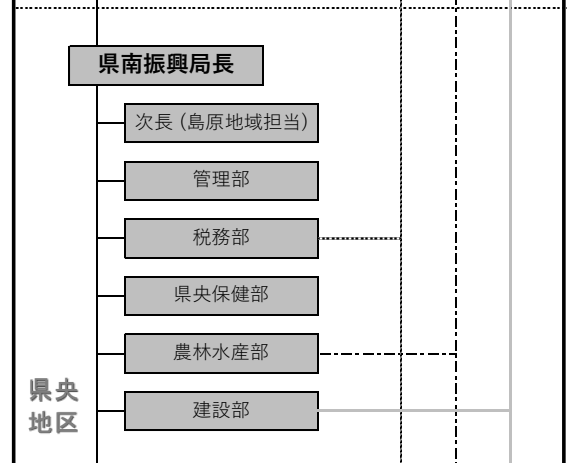 県南振興局長
次長（島原地域担当）
管理部
税務部
県央保健部
農林水産部
建設部
県央
地区